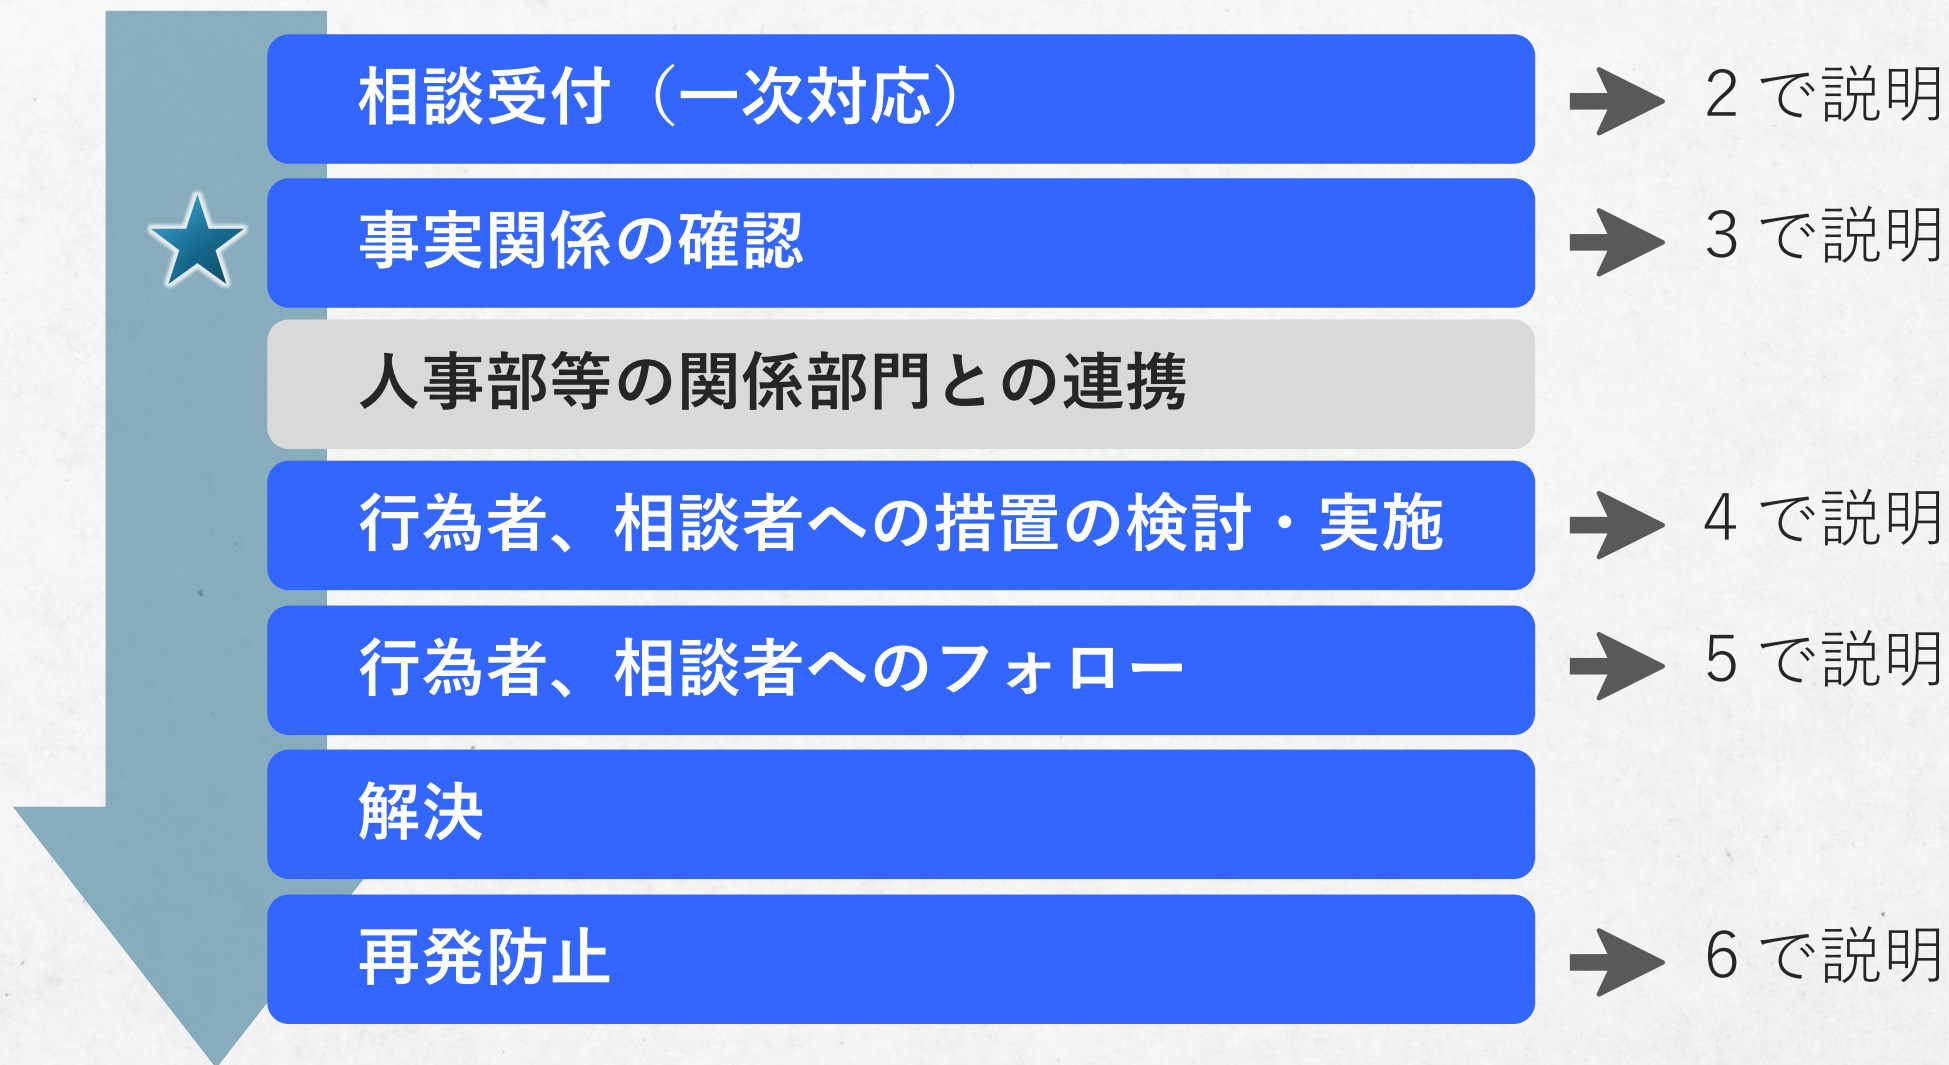 相談受付（一次対応）
2 で説明
事実関係の確認
3 で説明
人事部等の関係部門との連携
行為者、相談者への措置の検討・実施
4 で説明
行為者、相談者へのフォロー
5 で説明
解決
再発防止
6 で説明